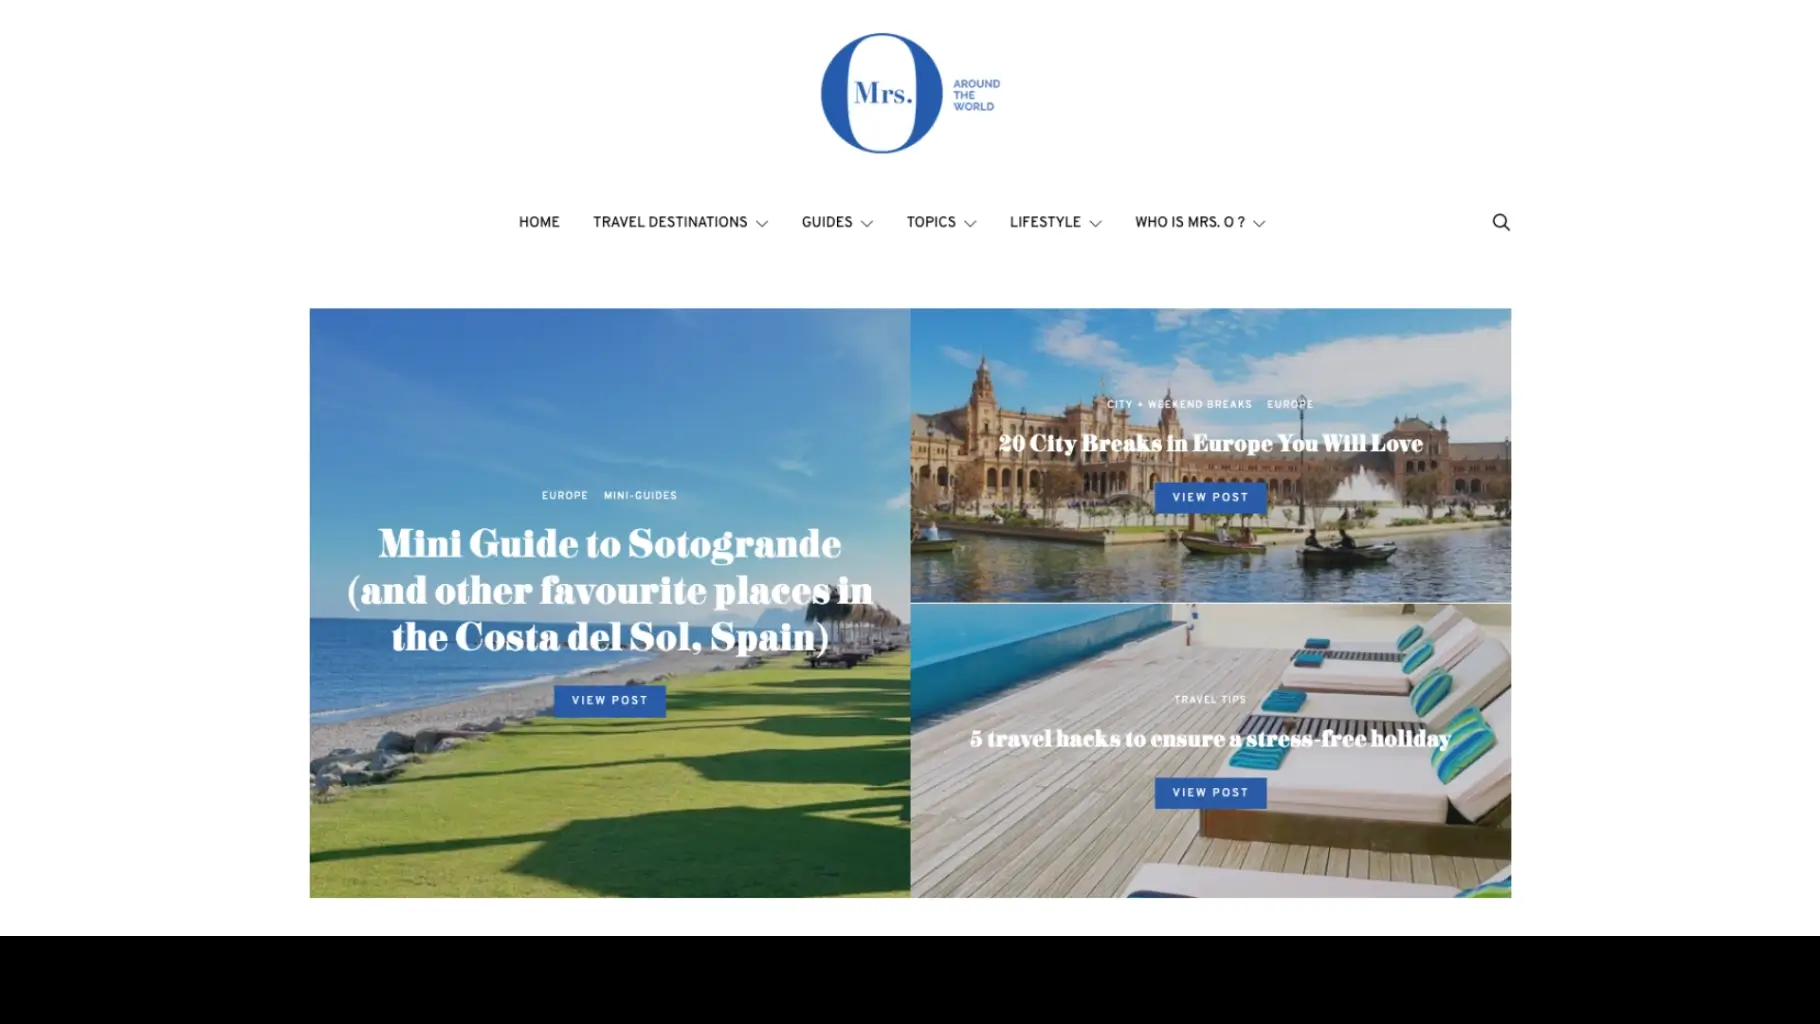 Mrs.
AROUND
THE
WORLD
HOME TRAVEL DESTINATIONS GUIDES TOPICS LIFESTYLE WHO IS MRS. O ?
EUROPE MINI-GUIDES
Mini Guide to Sotogrande
(and other favourite places in
the Costa del Sol, Spain)
VIEW POST
CITY + WEEKEND BREAKS EUROPE
20 City Breaks in Europe You Will Love
VIEW POST
TRAVEL TIPS
5 travel hacks to ensure a stress-free holiday
VIEW POST